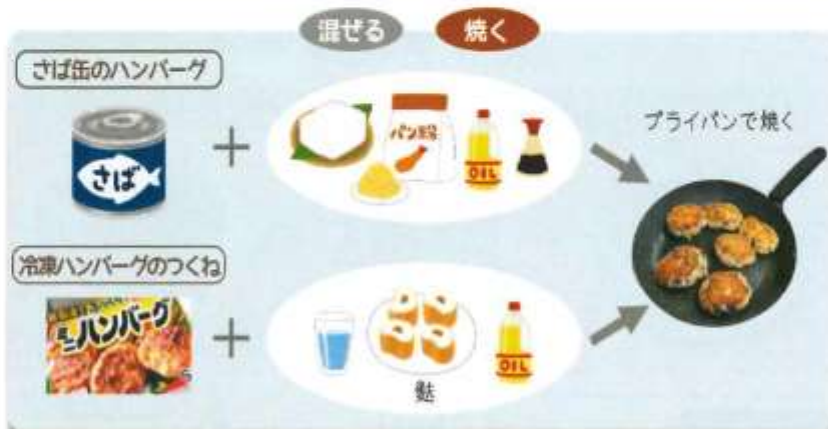 混ぜる 焼く
さば缶のハンバーグ
さば
パン粉
OIL
フライパンで焼く
冷凍ハンバーグのつくね
ミニハンバーグ
OIL
麩